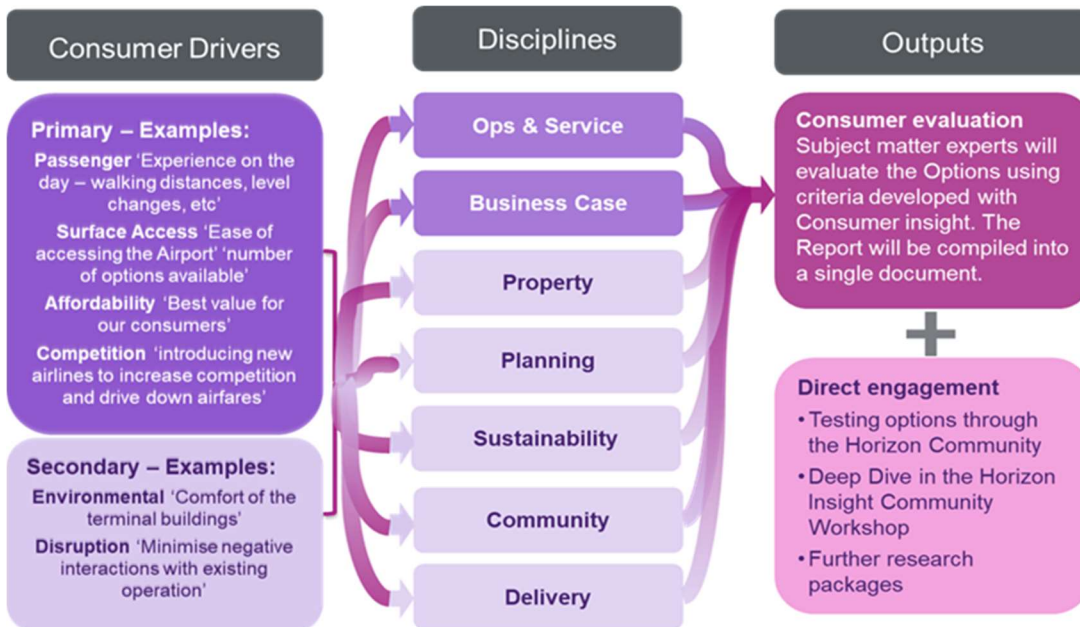 Consumer Drivers
Primary – Examples:
Passenger ‘Experience on the
day – walking distances, level
changes, etc’
Surface Access ‘Ease of
accessing the Airport’ ‘number
of options available’
Affordability ‘Best value for
our consumers’
Competition ‘introducing new
airlines to increase competition
and drive down airfares’
Secondary – Examples:
Environmental ‘Comfort of the
terminal buildings’
Disruption ‘Minimise negative
interactions with existing
operation’
Disciplines
Ops & Service
Business Case
Property
Planning
Sustainability
Community
Delivery
Outputs
Consumer evaluation
Subject matter experts will
evaluate the Options using
criteria developed with
Consumer insight. The
Report will be compiled into
a single document.
+
Direct engagement
• Testing options through
the Horizon Community
• Deep Dive in the Horizon
Insight Community
Workshop
• Further research
packages